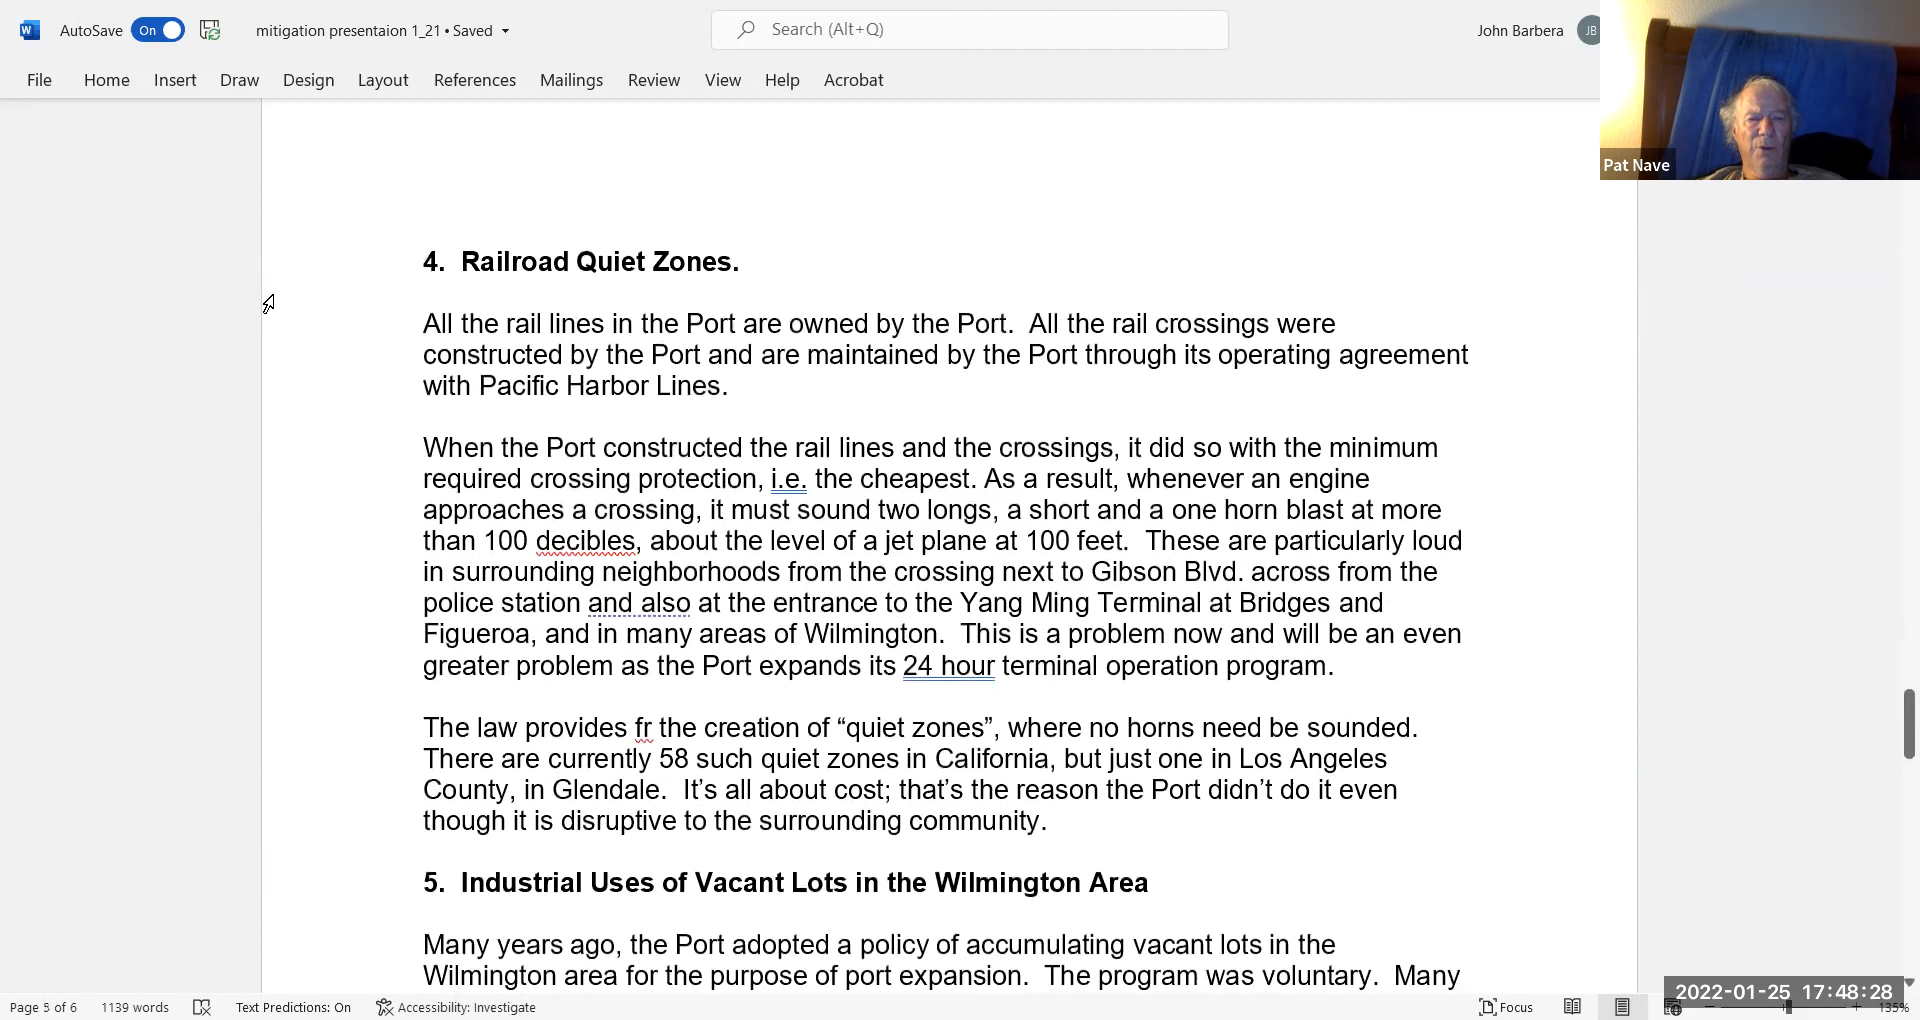 AutoSave On mitigation presentaion 1_21 • Saved Search (Alt+Q) John Barbera JB
File Home Insert Draw Design Layout References Mailings Review View Help Acrobat
Pat Nave
4. Railroad Quiet Zones.
All the rail lines in the Port are owned by the Port. All the rail crossings were
constructed by the Port and are maintained by the Port through its operating agreement
with Pacific Harbor Lines.
When the Port constructed the rail lines and the crossings, it did so with the minimum
required crossing protection, i.e. the cheapest. As a result, whenever an engine
approaches a crossing, it must sound two longs, a short and a one horn blast at more
than 100 decibles, about the level of a jet plane at 100 feet. These are particularly loud
in surrounding neighborhoods from the crossing next to Gibson Blvd. across from the
police station and also at the entrance to the Yang Ming Terminal at Bridges and
Figueroa, and in many areas of Wilmington. This is a problem now and will be an even
greater problem as the Port expands its 24 hour terminal operation program.
The law provides fr the creation of “quiet zones”, where no horns need be sounded.
There are currently 58 such quiet zones in California, but just one in Los Angeles
County, in Glendale. It’s all about cost; that’s the reason the Port didn’t do it even
though it is disruptive to the surrounding community.
5. Industrial Uses of Vacant Lots in the Wilmington Area
Many years ago, the Port adopted a policy of accumulating vacant lots in the
Wilmington area for the purpose of port expansion. The program was voluntary. Many
2022-01-25 17:48:28
Page 5 of 6 1139 words Text Predictions: On Accessibility: Investigate Focus 135%